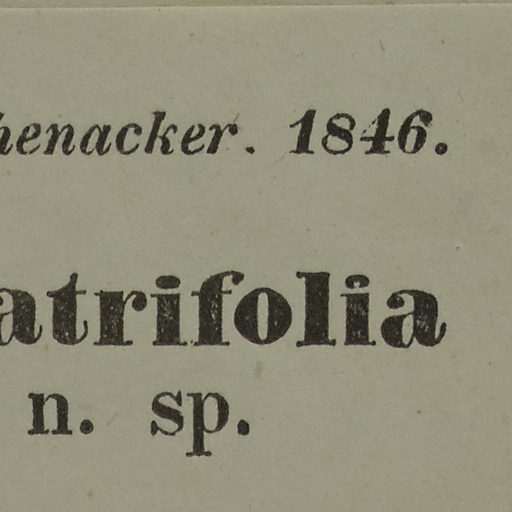 henacker. 1846.
atrifolia
n. sp.